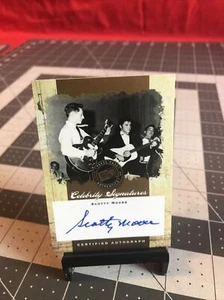 Celebrity Signatures
SCOTTY MOORE
Scotty Moore
CERTIFIED AUTOGRAPH